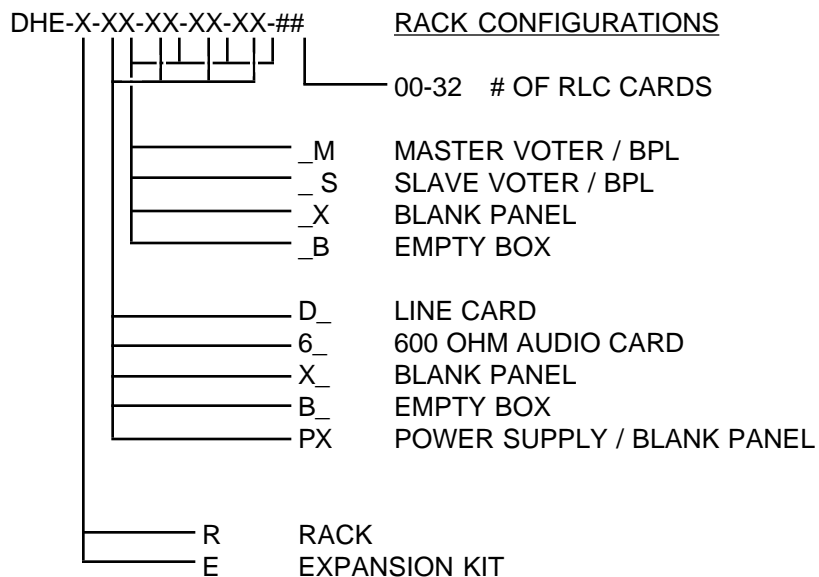 DHE-X-XX-XX-XX-XX-## RACK CONFIGURATIONS
00-32 # OF RLC CARDS
_M MASTER VOTER / BPL
_ S SLAVE VOTER / BPL
_X BLANK PANEL
_B EMPTY BOX
D_ LINE CARD
6_ 600 OHM AUDIO CARD
X_ BLANK PANEL
B_ EMPTY BOX
PX POWER SUPPLY / BLANK PANEL
R RACK
E EXPANSION KIT